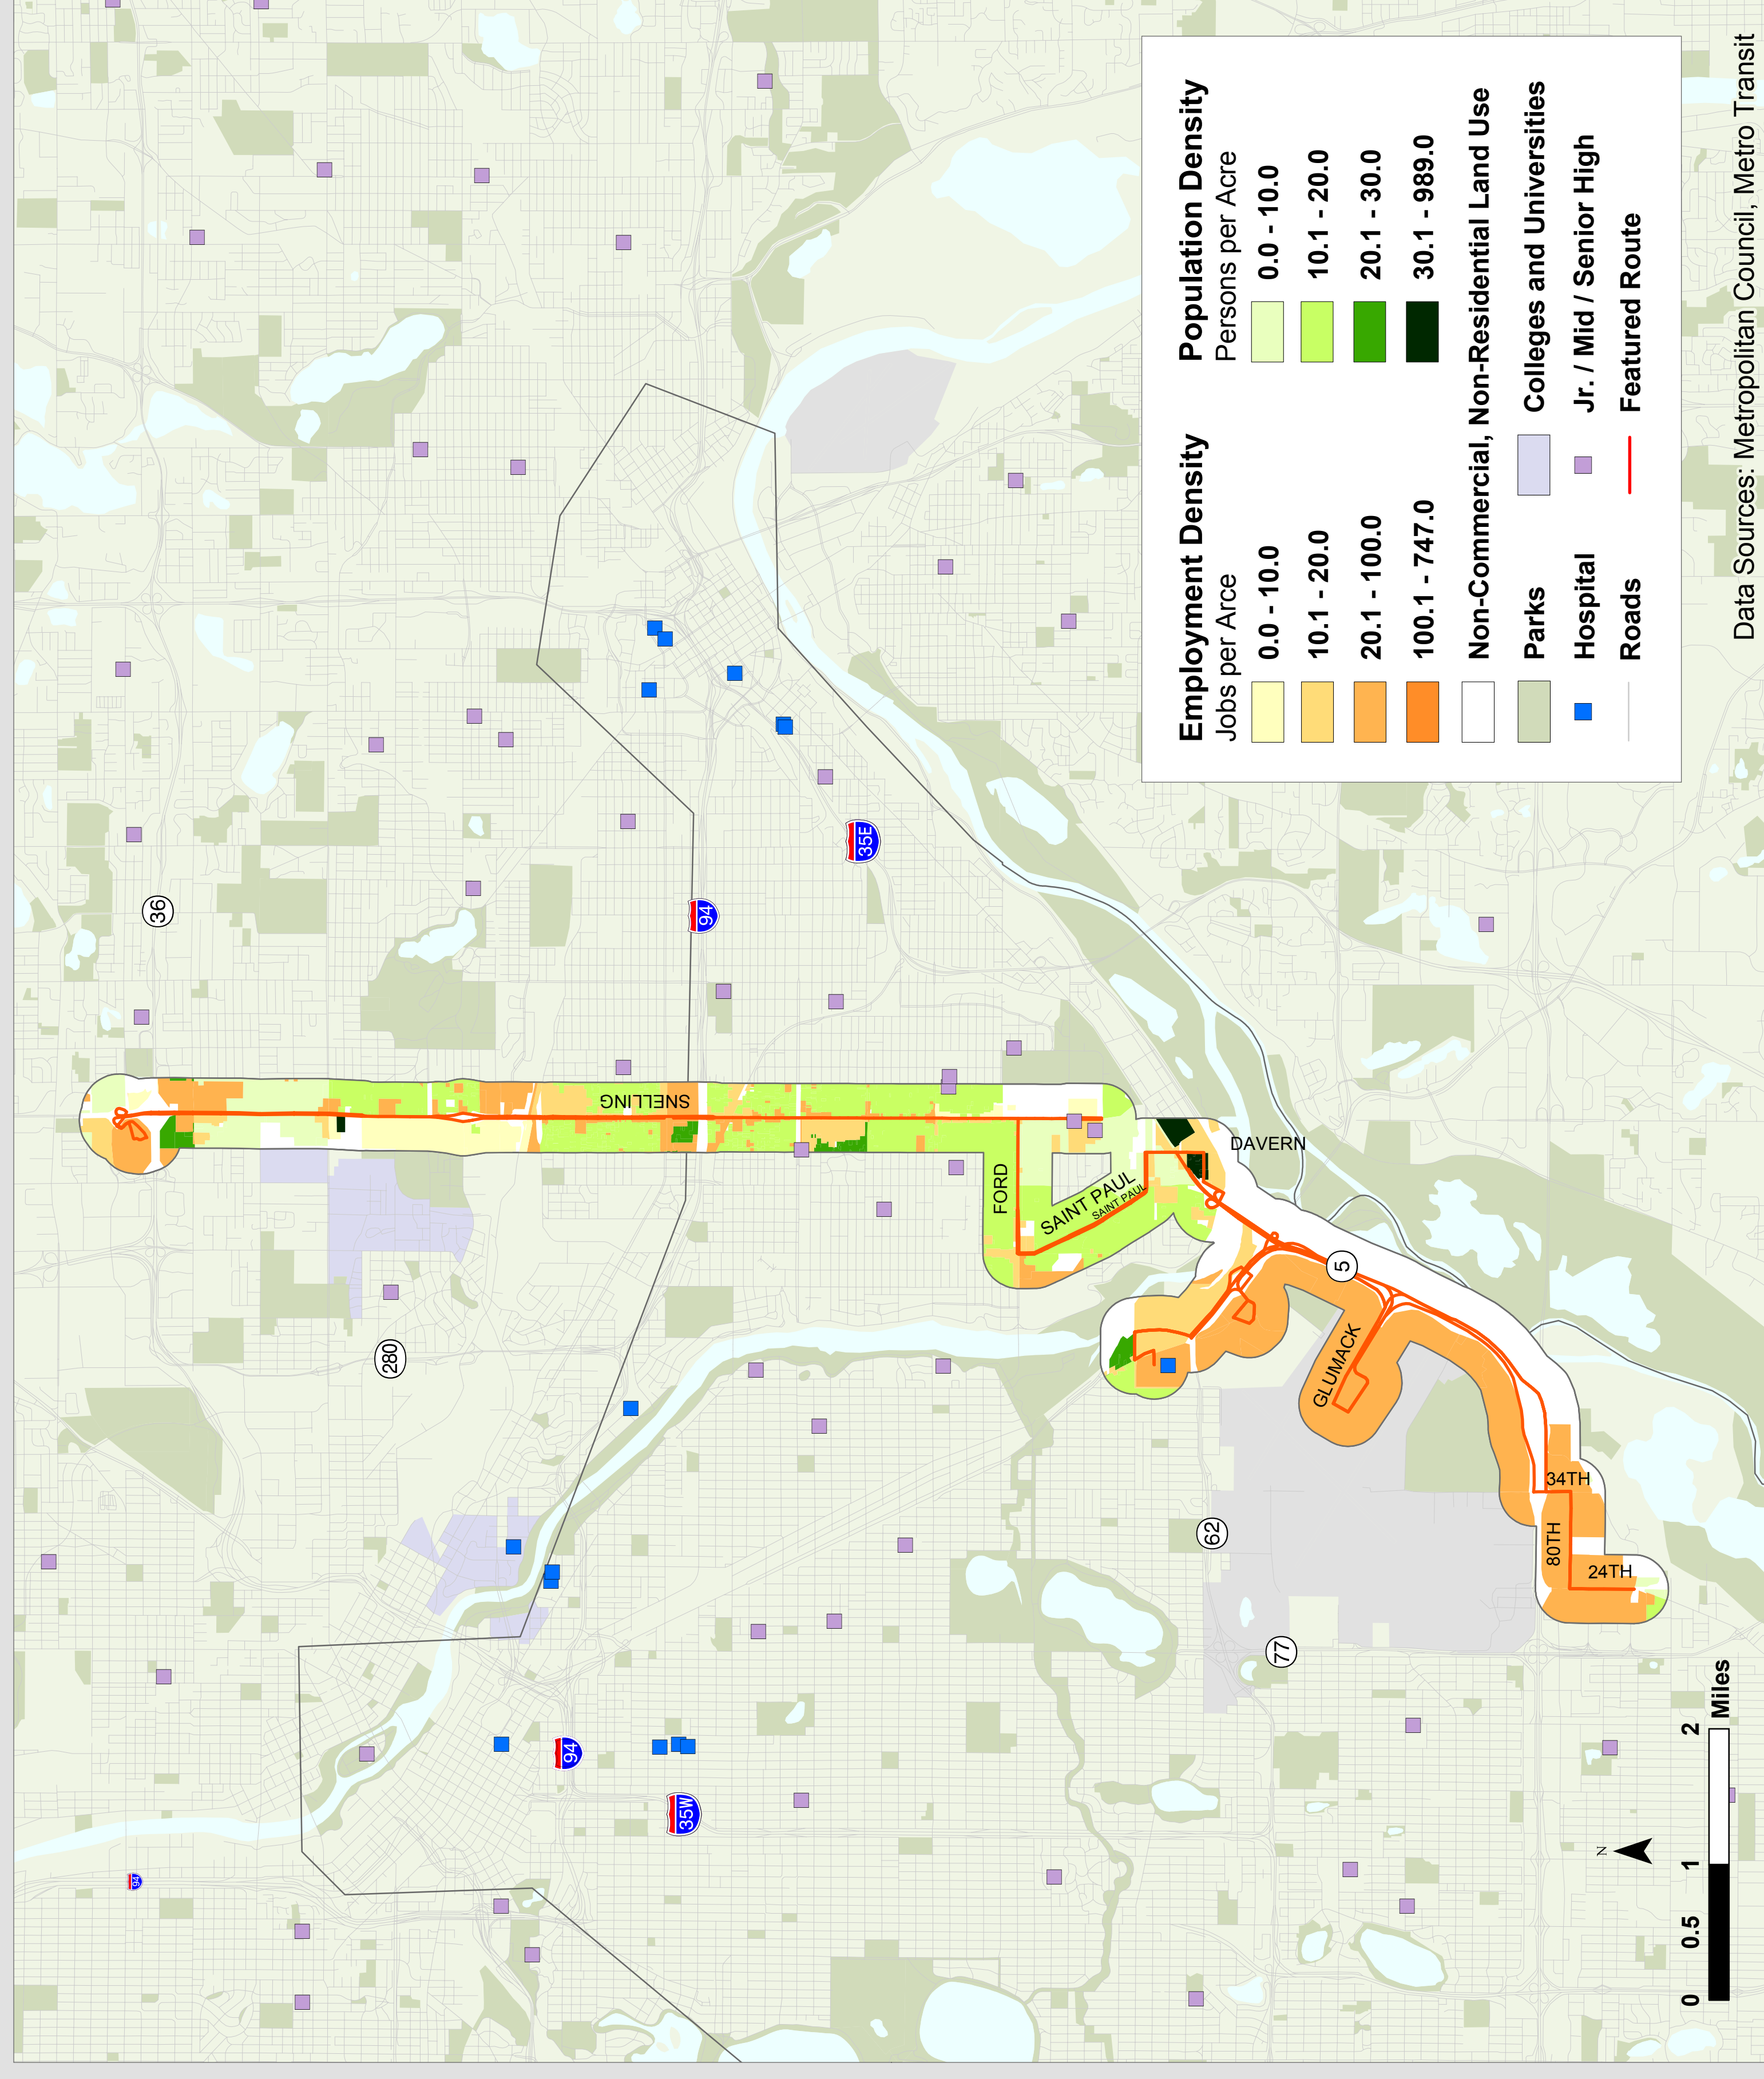 36
280
94
35E
94
94
35W
SNELLING
FORD
SAINT PAUL
SAINT PAUL
DAVERN
5
GLUMACK
62
77
34TH
80TH
24TH
N
0 0.5 1 2 Miles
Employment Density
Jobs per Arce
0.0 - 10.0
10.1 - 20.0
20.1 - 100.0
100.1 - 747.0
Population Density
Persons per Acre
0.0 - 10.0
10.1 - 20.0
20.1 - 30.0
30.1 - 989.0
Non-Commercial, Non-Residential Land Use
Parks
Colleges and Universities
Hospital
Jr. / Mid / Senior High
Roads
Featured Route
Data Sources: Metropolitan Council, Metro Transit